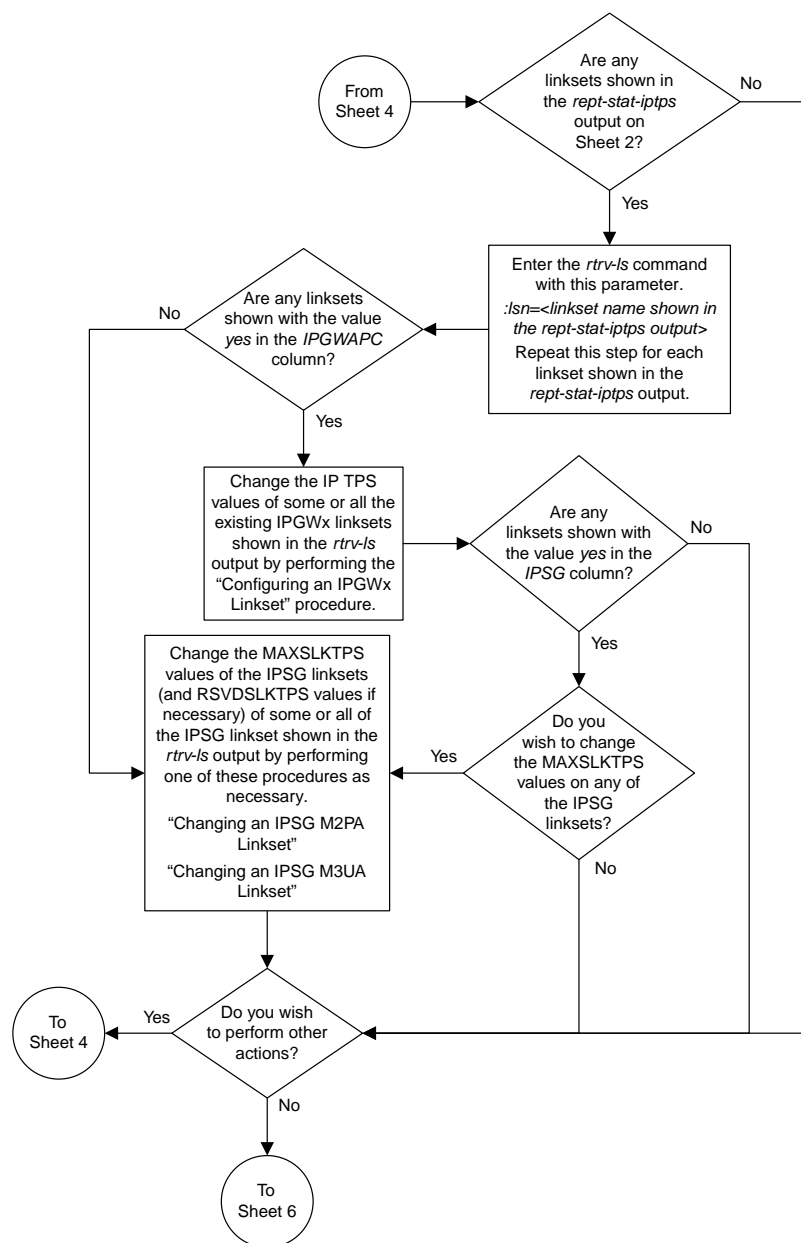 From
Sheet 4
Are any
linksets shown in
the rept-stat-iptps
output on
Sheet 2?
No
Yes
Enter the rtrv-ls command
with this parameter.
:lsn=<linkset name shown in
the rept-stat-iptps output>
Repeat this step for each
linkset shown in the
rept-stat-iptps output.
Are any linksets
shown with the value
yes in the IPGWAPC
column?
No
Yes
Change the IP TPS
values of some or all the
existing IPGWx linksets
shown in the rtrv-ls
output by performing the
“Configuring an IPGWx
Linkset” procedure.
Are any
linksets shown with
the value yes in the
IPSG column?
No
Yes
Do you
wish to change
the MAXSLKTPS
values on any of
the IPSG
linksets?
Yes
No
Change the MAXSLKTPS
values of the IPSG linksets
(and RSVDSLKTPS values if
necessary) of some or all of
the IPSG linkset shown in the
rtrv-ls output by performing
one of these procedures as
necessary.
“Changing an IPSG M2PA
Linkset”
“Changing an IPSG M3UA
Linkset”
Do you wish
to perform other
actions?
Yes
To
Sheet 4
No
To
Sheet 6